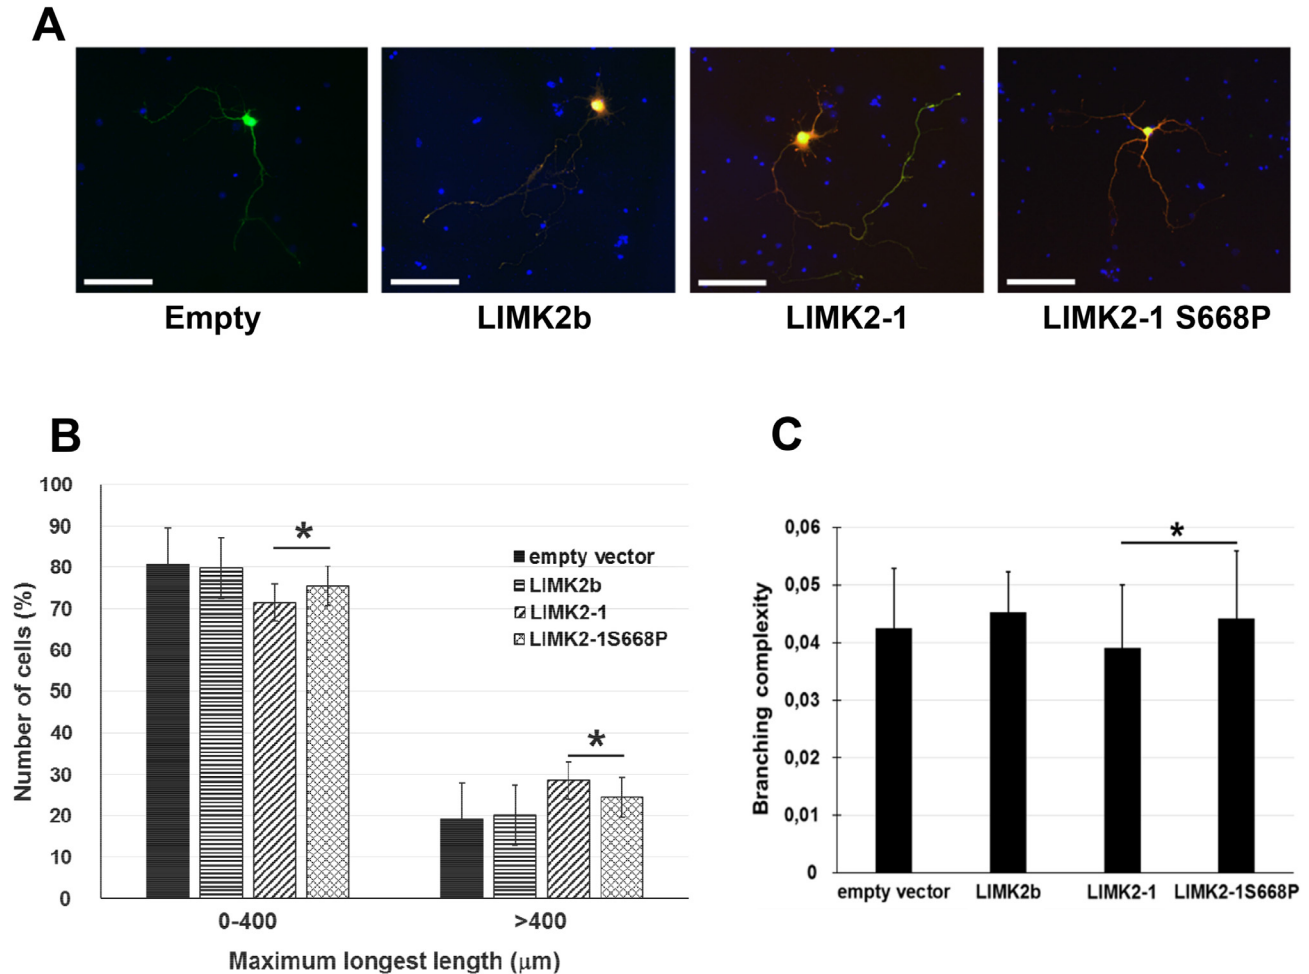 A
Empty
LIMK2b
LIMK2-1
LIMK2-1 S668P
B
100
90
80
70
60
50
40
30
20
10
0
Number of cells (%)
*
*
empty vector
LIMK2b
LIMK2-1
LIMK2-1S668P
0-400
>400
Maximum longest length (μm)
C
0,06
0,05
0,04
0,03
0,02
0,01
0
Branching complexity
*
empty vector
LIMK2b
LIMK2-1
LIMK2-1S668P